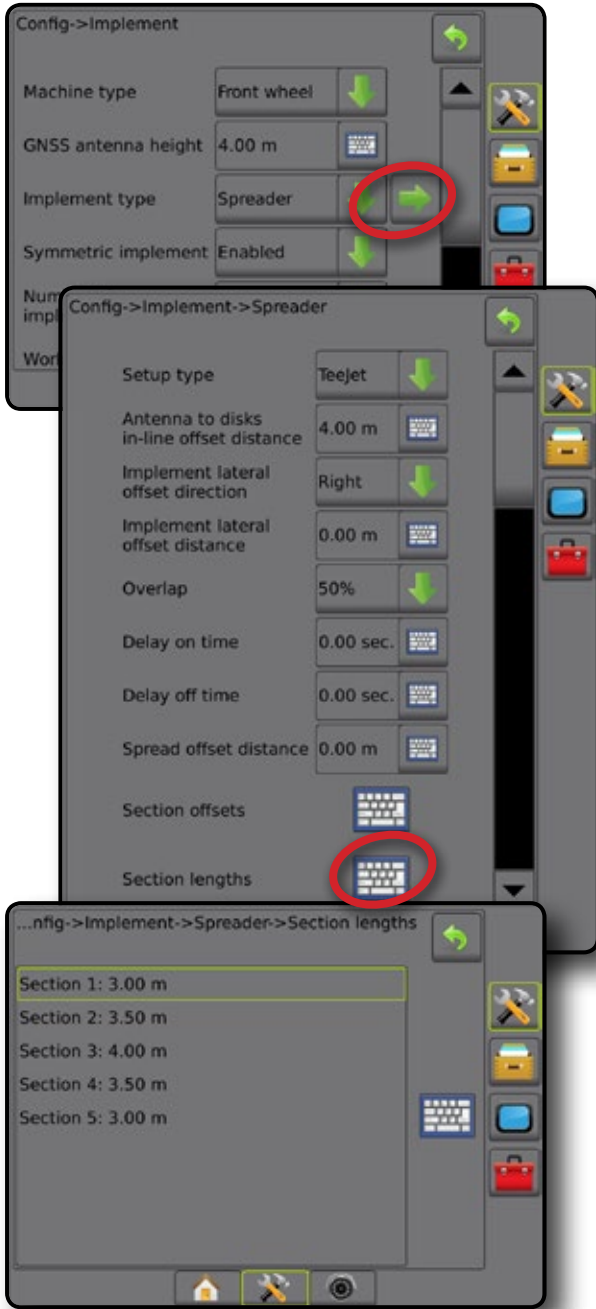 Config->Implement
Machine type Front wheel
GNSS antenna height 4.00 m
Implement type Spreader
Symmetric implement Enabled
Config->Implement->Spreader
Setup type TeeJet
Antenna to disks
in-line offset distance 4.00 m
Implement lateral
offset direction Right
Implement lateral
offset distance 0.00 m
Overlap 50%
Delay on time 0.00 sec.
Delay off time 0.00 sec.
Spread offset distance 0.00 m
Section offsets
Section lengths
...nfig->Implement->Spreader->Section lengths
Section 1: 3.00 m
Section 2: 3.50 m
Section 3: 4.00 m
Section 4: 3.50 m
Section 5: 3.00 m